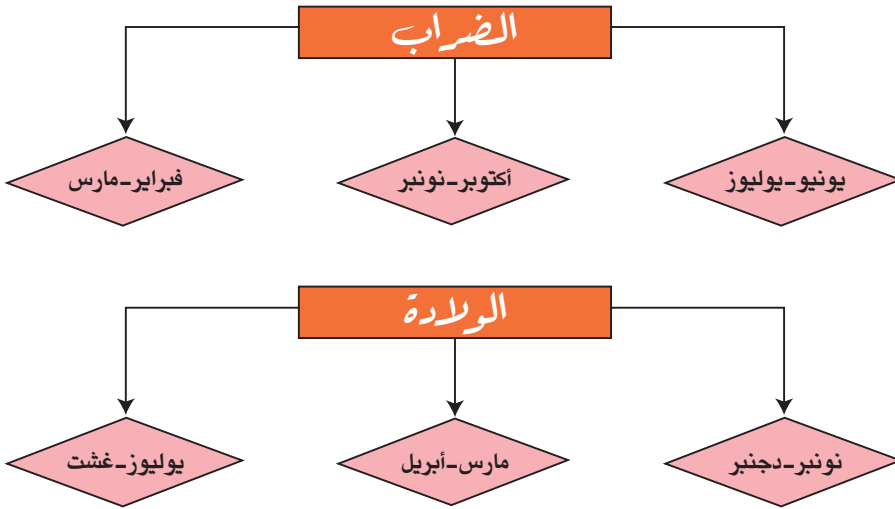 الضراب
يونيو-يوليوز
أكتوبر-نونبر
فبراير-مارس
الولادة
نونبر-دجنبر
مارس-أبريل
يوليوز-غشت